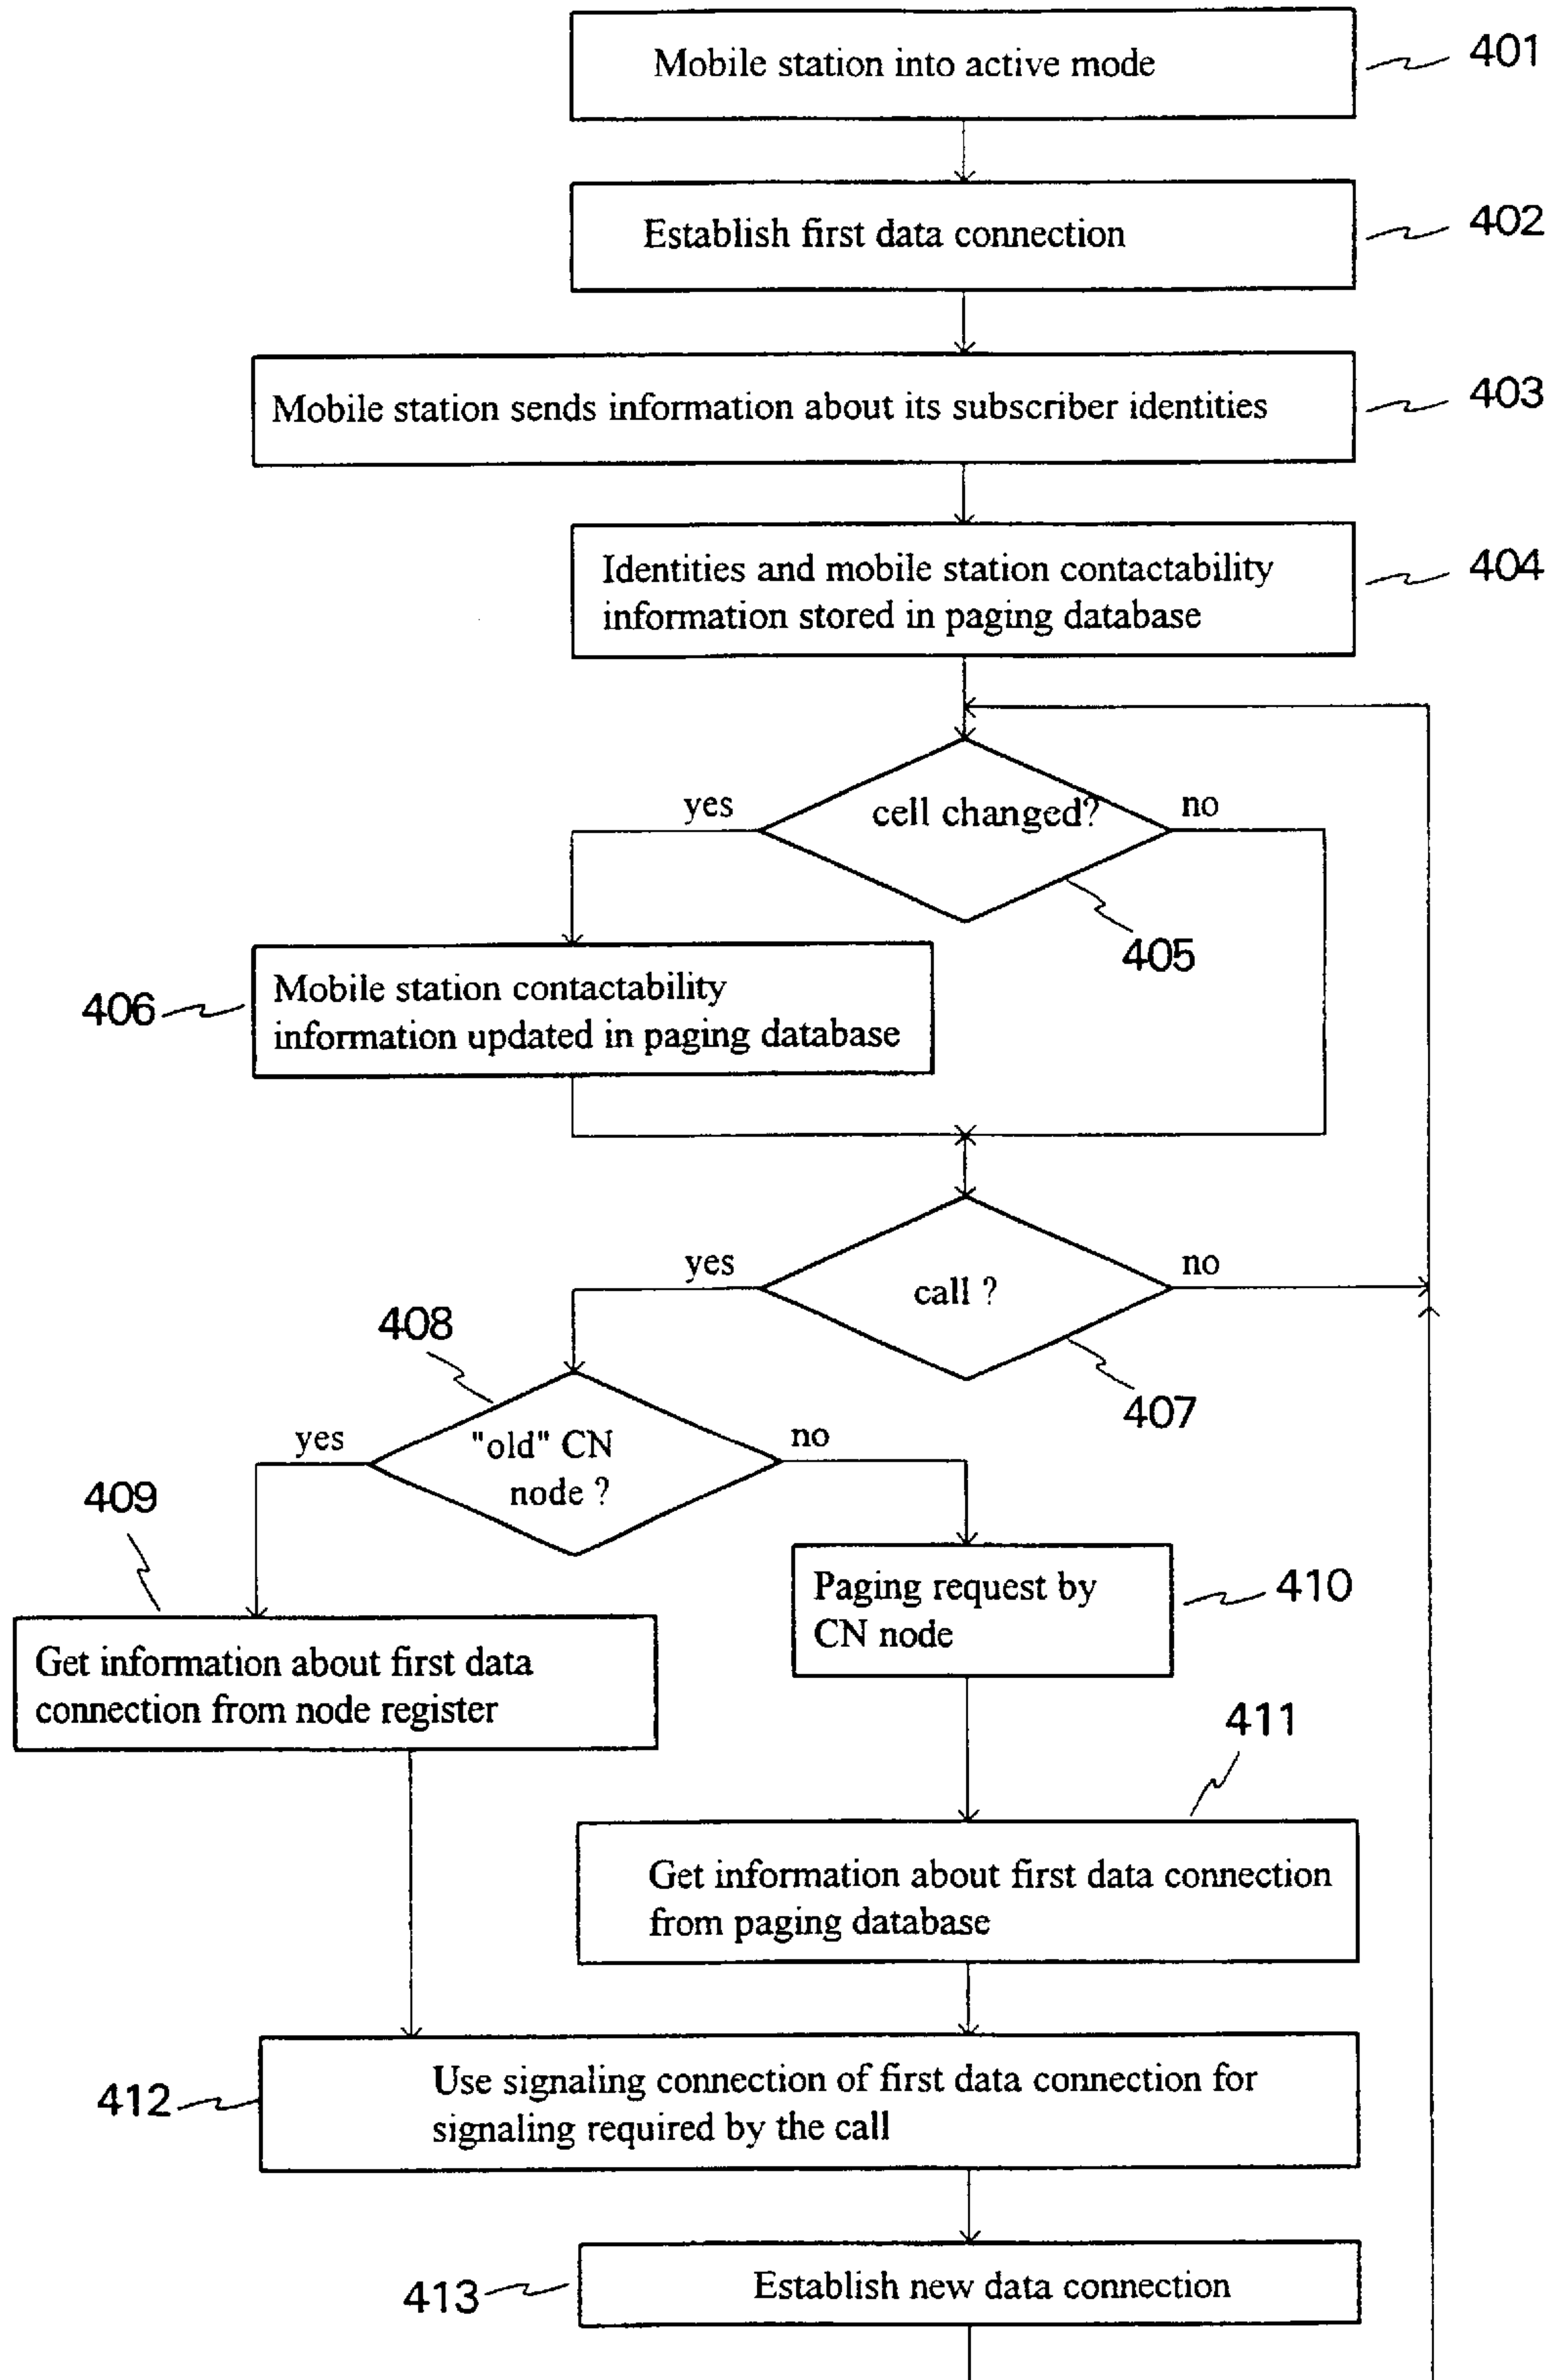 Mobile station into active mode
401
Establish first data connection
402
Mobile station sends information about its subscriber identities
403
Identities and mobile station contactability
information stored in paging database
404
yes
cell changed?
no
405
406
Mobile station contactability
information updated in paging database
yes
call ?
no
407
408
yes
"old" CN
node ?
no
409
Get information about first data
connection from node register
Paging request by
CN node
410
411
Get information about first data connection
from paging database
412
Use signaling connection of first data connection for
signaling required by the call
413
Establish new data connection